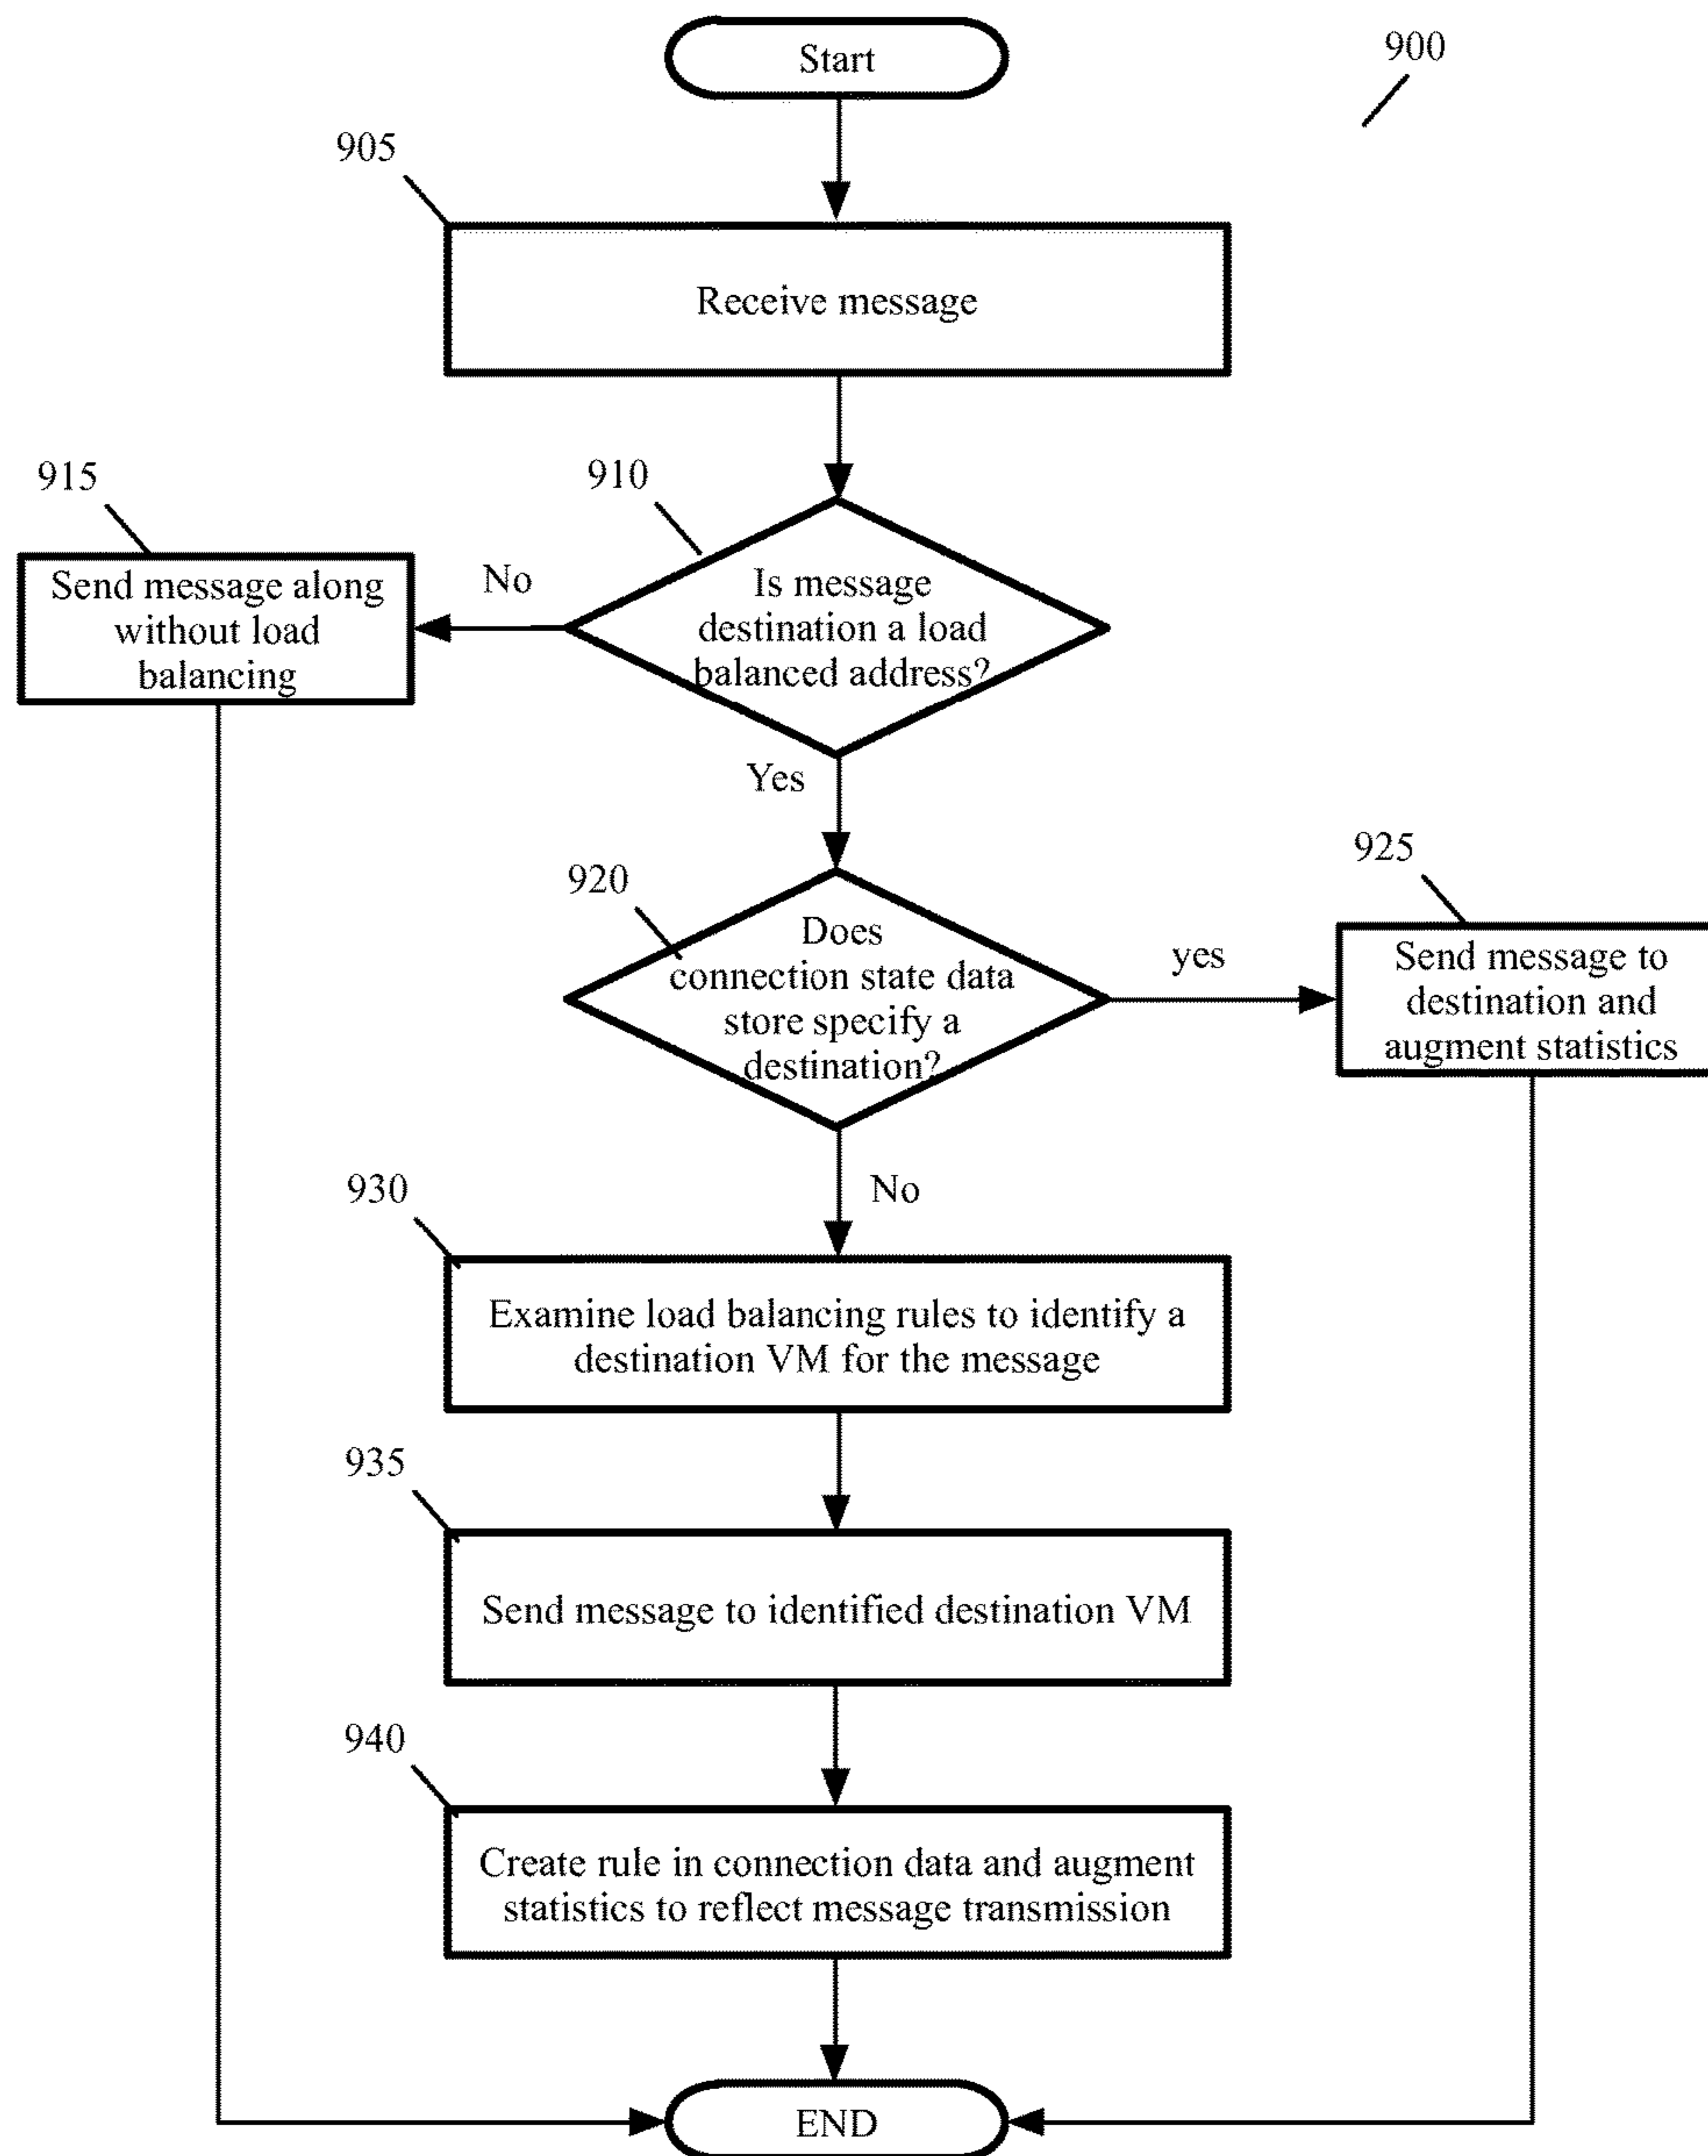 Start
900
905
Receive message
915
910
Send message along
without load
balancing
No
Is message
destination a load
balanced address?
Yes
920
925
Does
connection state data
store specify a
destination?
yes
Send message to
destination and
augment statistics
No
930
Examine load balancing rules to identify a
destination VM for the message
935
Send message to identified destination VM
940
Create rule in connection data and augment
statistics to reflect message transmission
END